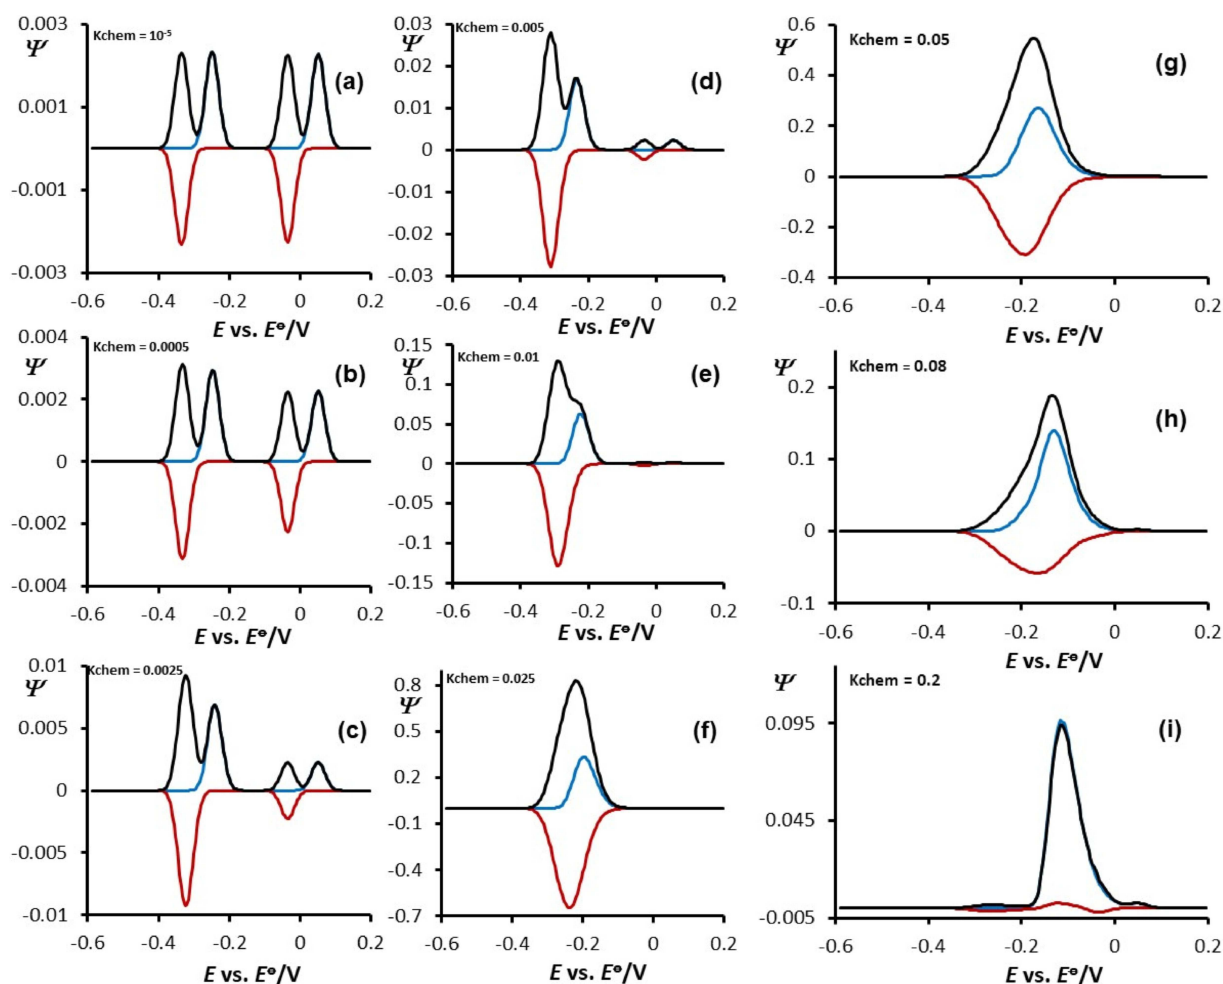 0.003
Ψ
Kchem = 10⁻⁵
(a)
0.001
0
-0.001
-0.003
-0.6 -0.4 -0.2 0 0.2
E vs. E⊖/V
0.004
Ψ
Kchem = 0.0005
(b)
0.002
0
-0.002
-0.004
-0.6 -0.4 -0.2 0 0.2
E vs. E⊖/V
0.01
Ψ
Kchem = 0.0025
(c)
0.005
0
-0.005
-0.01
-0.6 -0.4 -0.2 0 0.2
E vs. E⊖/V
0.03
Ψ
Kchem = 0.005
(d)
0.02
0.01
0
-0.01
-0.02
-0.03
-0.6 -0.4 -0.2 0 0.2
E vs. E⊖/V
0.15
Ψ
Kchem = 0.01
(e)
0.1
0.05
0
-0.05
-0.1
-0.15
-0.6 -0.4 -0.2 0 0.2
E vs. E⊖/V
0.8
Ψ
Kchem = 0.025
(f)
0.5
0.2
-0.1
-0.4
-0.7
-0.6 -0.4 -0.2 0 0.2
E vs. E⊖/V
0.6
Ψ
Kchem = 0.05
(g)
0.4
0.2
0
-0.2
-0.4
-0.6 -0.4 -0.2 0 0.2
E vs. E⊖/V
Ψ
Kchem = 0.08
0.2
(h)
0.1
0
-0.1
-0.6 -0.4 -0.2 0 0.2
E vs. E⊖/V
Ψ
Kchem = 0.2
0.095
(i)
0.045
-0.005
-0.6 -0.4 -0.2 0 0.2
E vs. E⊖/V